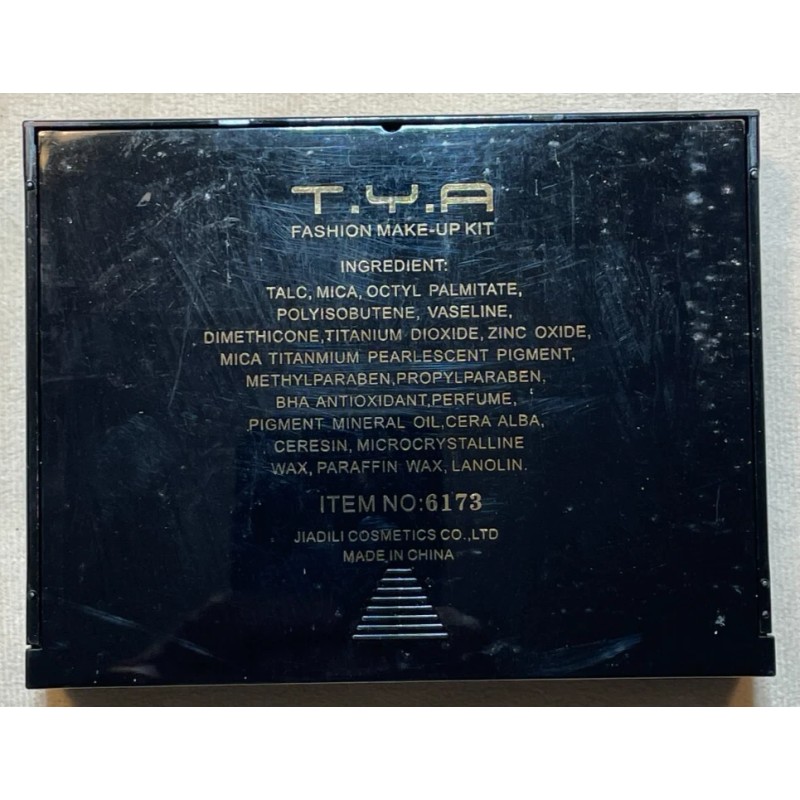 T.Y.A
FASHION MAKE-UP KIT
INGREDIENT:
TALC, MICA, OCTYL PALMITATE,
POLYISOBUTENE, VASELINE,
DIMETHICONE,TITANIUM DIOXIDE, ZINC OXIDE,
MICA TITANMIUM PEARLESCENT PIGMENT,
METHYLPARABEN,PROPYLPARABEN,
BHA ANTIOXIDANT,PERFUME,
PIGMENT MINERAL OIL,CERA ALBA,
CERESIN, MICROCRYSTALLINE
WAX, PARAFFIN WAX, LANOLIN.
ITEM NO:6173
JIADILI COSMETICS CO.,LTD
MADE IN CHINA